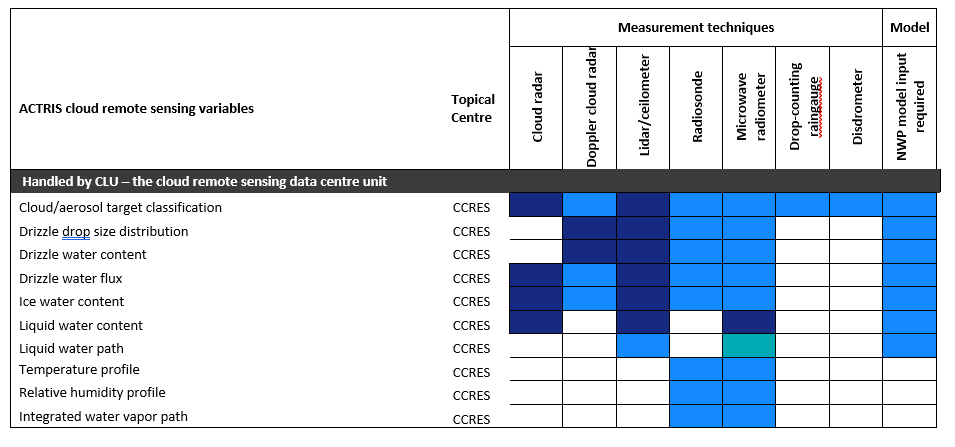 Measurement techniques
Model
ACTRIS cloud remote sensing variables
Topical
Centre
Cloud radar
Doppler cloud radar
Lidar/ceilometer
Radiosonde
Microwave
radiometer
Drop-counting
raingauge
Disdrometer
NWP model input
required
Handled by CLU – the cloud remote sensing data centre unit
Cloud/aerosol target classification CCRES
Drizzle drop size distribution CCRES
Drizzle water content CCRES
Drizzle water flux CCRES
Ice water content CCRES
Liquid water content CCRES
Liquid water path CCRES
Temperature profile CCRES
Relative humidity profile CCRES
Integrated water vapor path CCRES